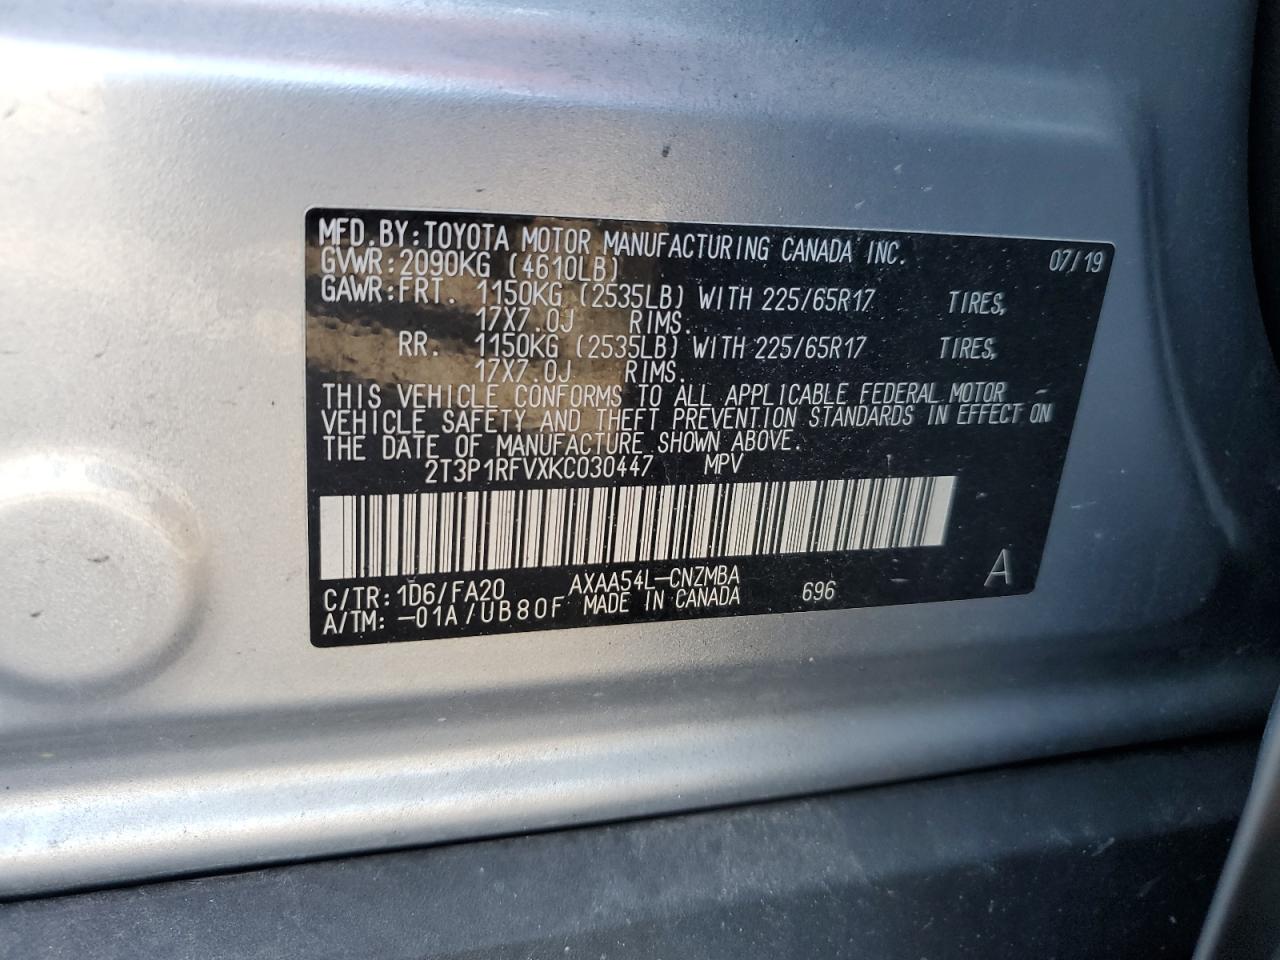 MFD.BY:TOYOTA MOTOR MANUFACTURING CANADA INC. 07/19
GVWR:2090KG (4610LB)
GAWR:FRT. 1150KG (2535LB) WITH 225/65R17 TIRES,
17X7.0J RIMS.
RR. 1150KG (2535LB) WITH 225/65R17 TIRES,
17X7.0J RIMS.
THIS VEHICLE CONFORMS TO ALL APPLICABLE FEDERAL MOTOR
VEHICLE SAFETY AND THEFT PREVENTION STANDARDS IN EFFECT ON
THE DATE OF MANUFACTURE SHOWN ABOVE.
2T3P1RFVXKC030447 MPV
C/TR: 1D6/FA20 AXAA54L-CNZMBA
A/TM: -01A/UB80F MADE IN CANADA 696 A